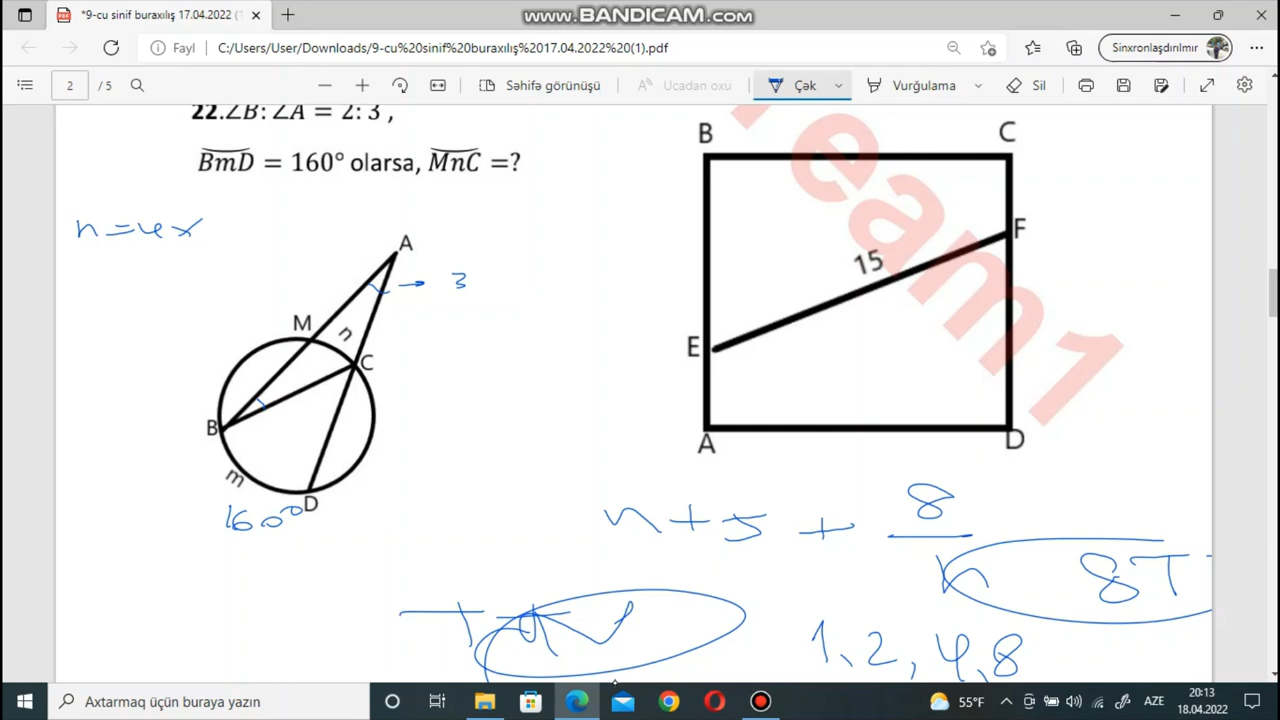 *9-cu sinif buraxılış 17.04.2022 (1
www.BANDICAM.com
Fayl C:/Users/User/Downloads/9-cu%20sinif%20buraxılış%2017.04.2022%20(1).pdf
Sinxronlaşdırılmır
2 / 5
Səhifə görünüşü
Ucadan oxu
Çək
Vurğulama
Sil
22.∠B: ∠A = 2: 3 ,
BmD = 160° olarsa, MnC =?
n = 4x
A
3
M
n
C
B
m
D
160°
eam1
B
C
F
15
E
A
D
n + 5 + 8/n
8T
1, 2, 4, 8
Axtarmaq üçün buraya yazın
55°F
AZE
20:13
18.04.2022